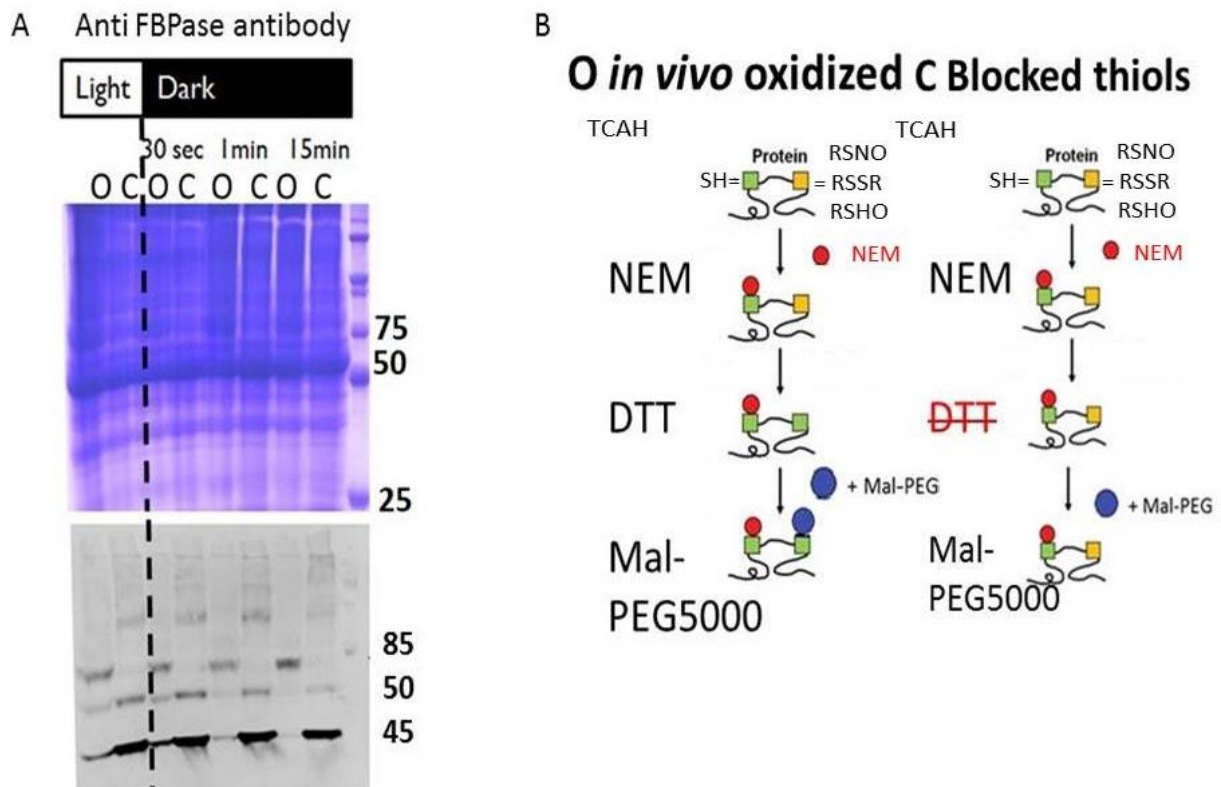 A Anti FBPase antibody
Light Dark
30 sec 1min 15min
O C O C O C O C
75
50
25
85
50
45
B
O in vivo oxidized C Blocked thiols
TCAH
Protein RSNO
SH= = RSSR
RSHO
NEM
NEM
DTT
+ Mal-PEG
Mal-
PEG5000
TCAH
Protein RSNO
SH= = RSSR
RSHO
NEM
NEM
DTT
+ Mal-PEG
Mal-
PEG5000